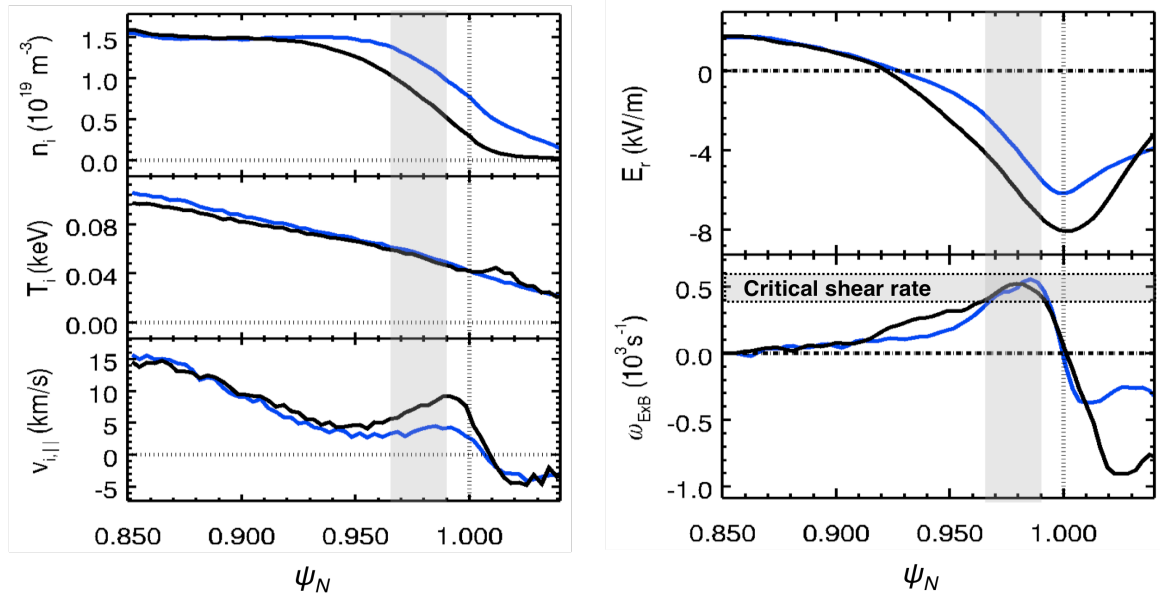 n_i (10^19 m^-3)
1.5
1.0
0.5
0.0
T_i (keV)
0.08
0.04
0.00
v_i,|| (km/s)
15
10
5
0
-5
0.850 0.900 0.950 1.000
ψ_N
E_r (kV/m)
0
-4
-8
Critical shear rate
ω_ExB (10^3 s^-1)
0.5
0.0
-0.5
-1.0
0.850 0.900 0.950 1.000
ψ_N